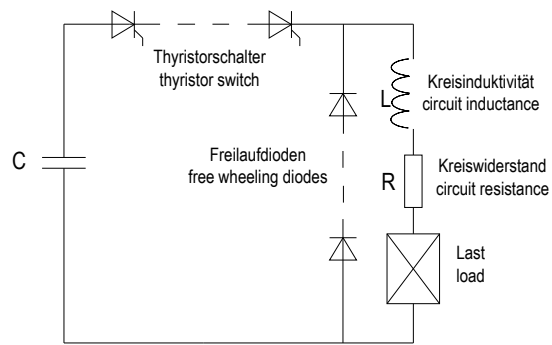 Thyristorschalter
thyristor switch
L
Kreisinduktivität
circuit inductance
C
Freilaufdioden
free wheeling diodes
R
Kreiswiderstand
circuit resistance
Last
load